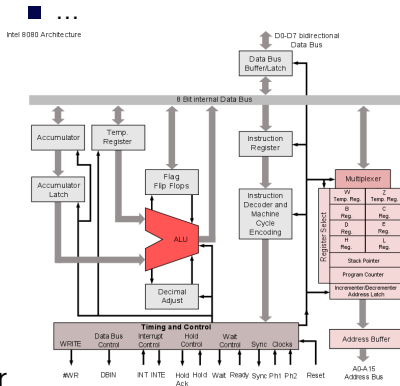 ...
Intel 8080 Architecture
D0-D7 bidirectional
Data Bus
Data Bus
Buffer/Latch
8 Bit internal Data Bus
Accumulator
Temp.
Register
Instruction
Register
Flag
Flip Flops
Accumulator
Latch
ALU
Instruction
Decoder and
Machine
Cycle
Encoding
Decimal
Adjust
Multiplexer
Register Select
W
Temp. Reg.
Z
Temp. Reg.
B
Reg.
C
Reg.
D
Reg.
E
Reg.
H
Reg.
L
Reg.
Stack Pointer
Program Counter
Incrementer/Decrementer
Address Latch
Address Buffer
A0-A15
Address Bus
Timing and Control
WRITE
Data Bus
Control
Interrupt
Control
Hold
Control
Wait
Control
Sync
Clocks
#WR
DBIN
INT
INTE
Hold
Ack
Hold
Wait
Ready
Sync
Ph1
Ph2
Reset